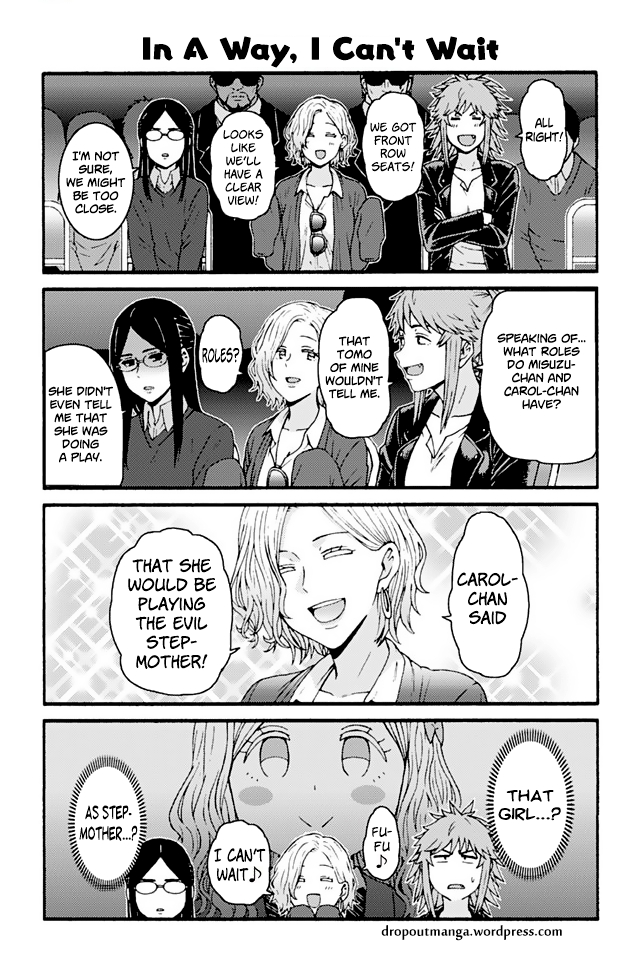 In A Way, I Can't Wait
ALL
RIGHT!
WE GOT
FRONT
ROW
SEATS!
LOOKS
LIKE
WE'LL
HAVE A
CLEAR
VIEW!
I'M NOT
SURE,
WE MIGHT
BE TOO
CLOSE.
SPEAKING OF...
WHAT ROLES
DO MISUZU-
CHAN AND
CAROL-CHAN
HAVE?
THAT
TOMO
OF MINE
WOULDN'T
TELL ME.
ROLES?
SHE DIDN'T
EVEN TELL
ME THAT
SHE WAS
DOING
A PLAY.
CAROL-
CHAN
SAID
THAT SHE
WOULD BE
PLAYING
THE EVIL
STEP-
MOTHER!
THAT
GIRL...?
FU-
FU♪
I CAN'T
WAIT♪
AS STEP-
MOTHER...?
dropoutmanga.wordpress.com